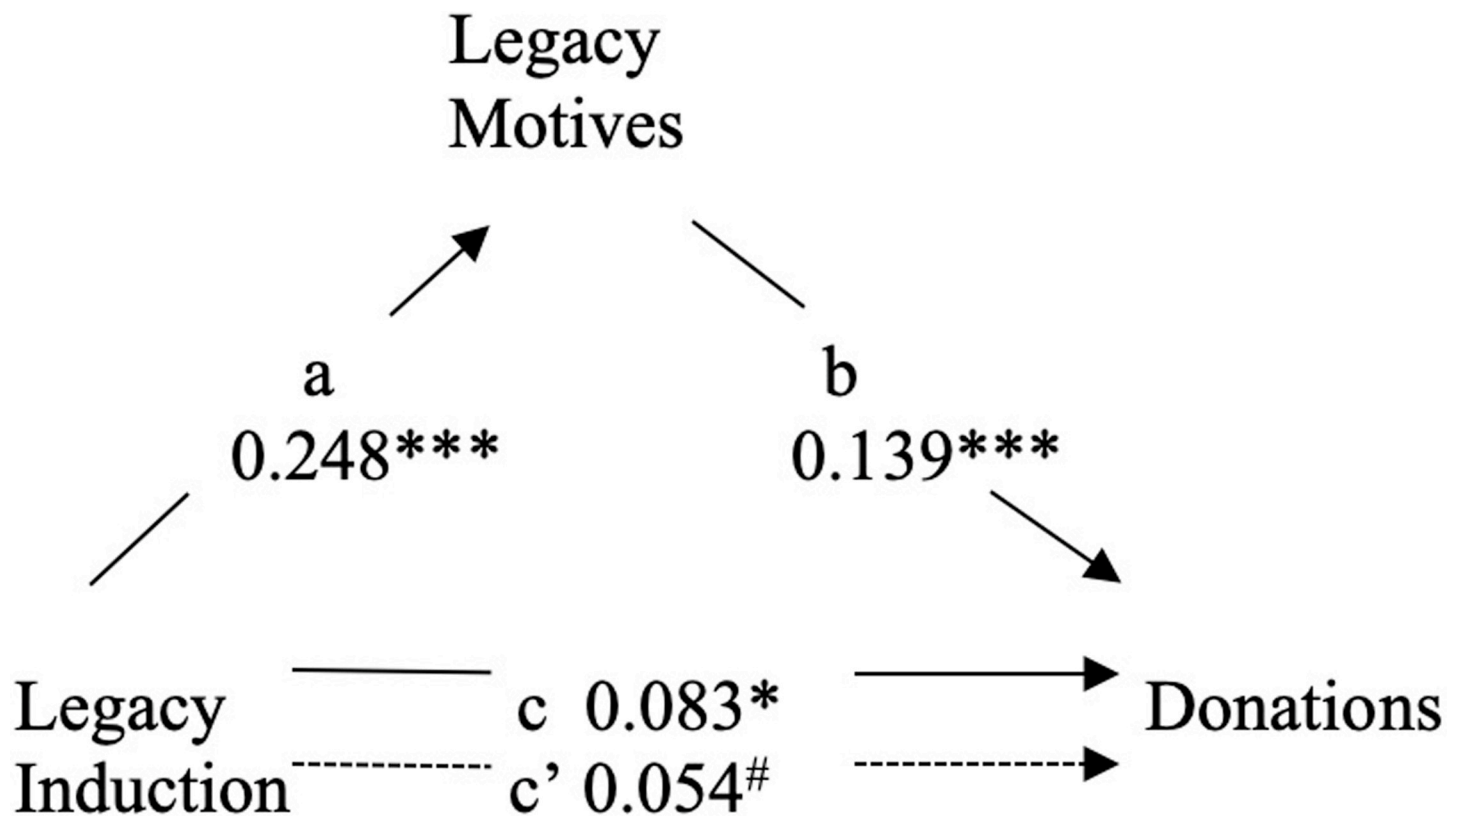 Legacy
Motives
a
0.248***
b
0.139***
Legacy
Induction
c 0.083*
c’ 0.054#
Donations